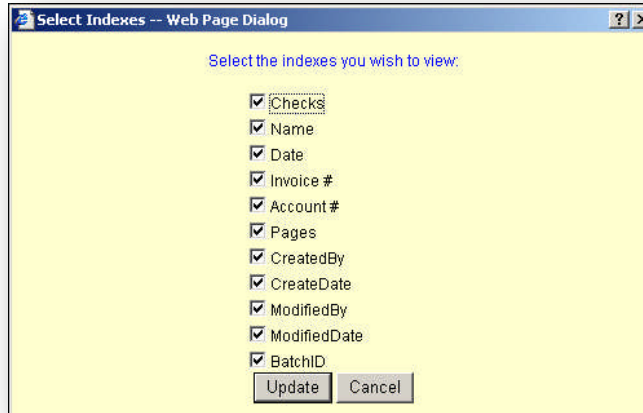 Select Indexes -- Web Page Dialog
Select the indexes you wish to view:
Checks
Name
Date
Invoice #
Account #
Pages
CreatedBy
CreateDate
ModifiedBy
ModifiedDate
BatchID
Update Cancel